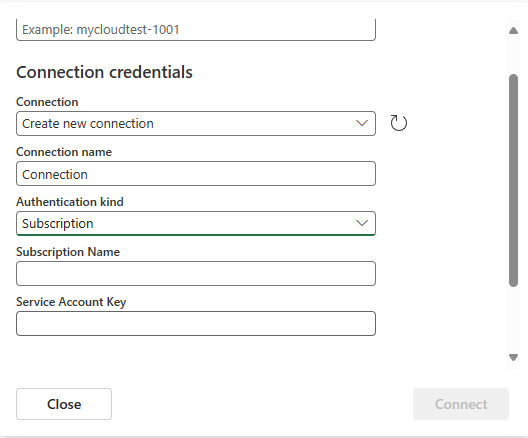 Example: mycloudtest-1001
Connection credentials
Connection
Create new connection
Connection name
Connection
Authentication kind
Subscription
Subscription Name
Service Account Key
Close
Connect